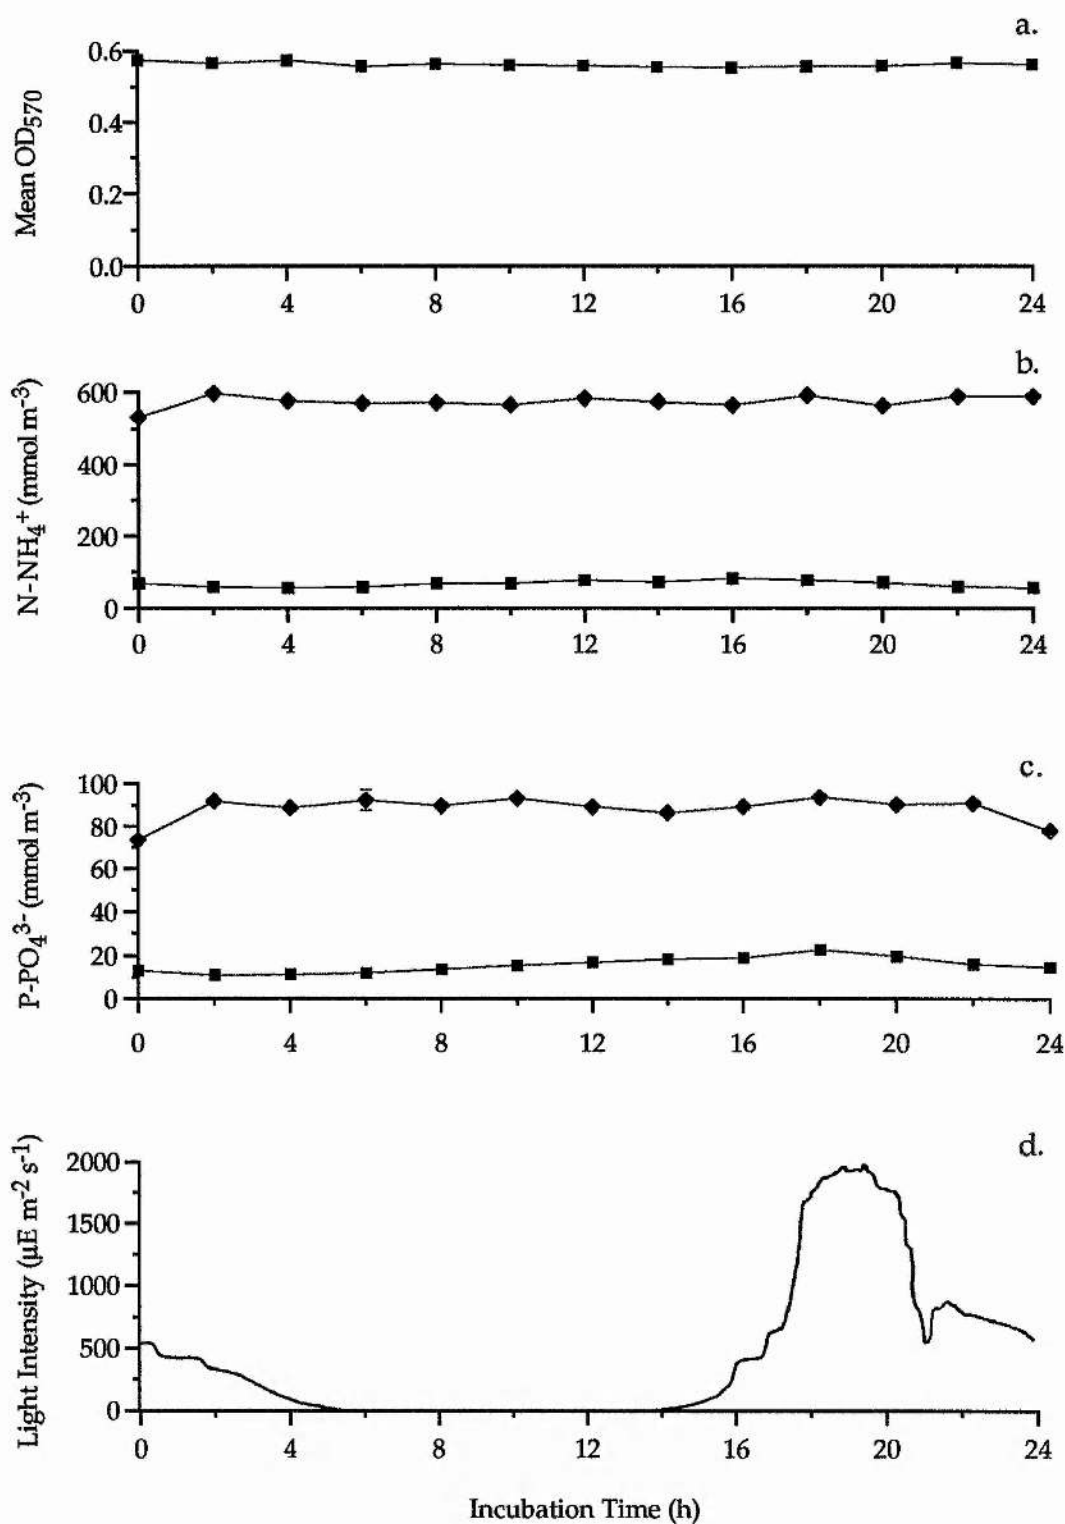 a.
Mean OD570
0.6
0.4
0.2
0.0
0 4 8 12 16 20 24
b.
N-NH4+ (mmol m-3)
600
400
200
0
0 4 8 12 16 20 24
c.
P-PO43- (mmol m-3)
100
80
60
40
20
0
0 4 8 12 16 20 24
d.
Light Intensity (µE m-2 s-1)
2000
1500
1000
500
0
0 4 8 12 16 20 24
Incubation Time (h)